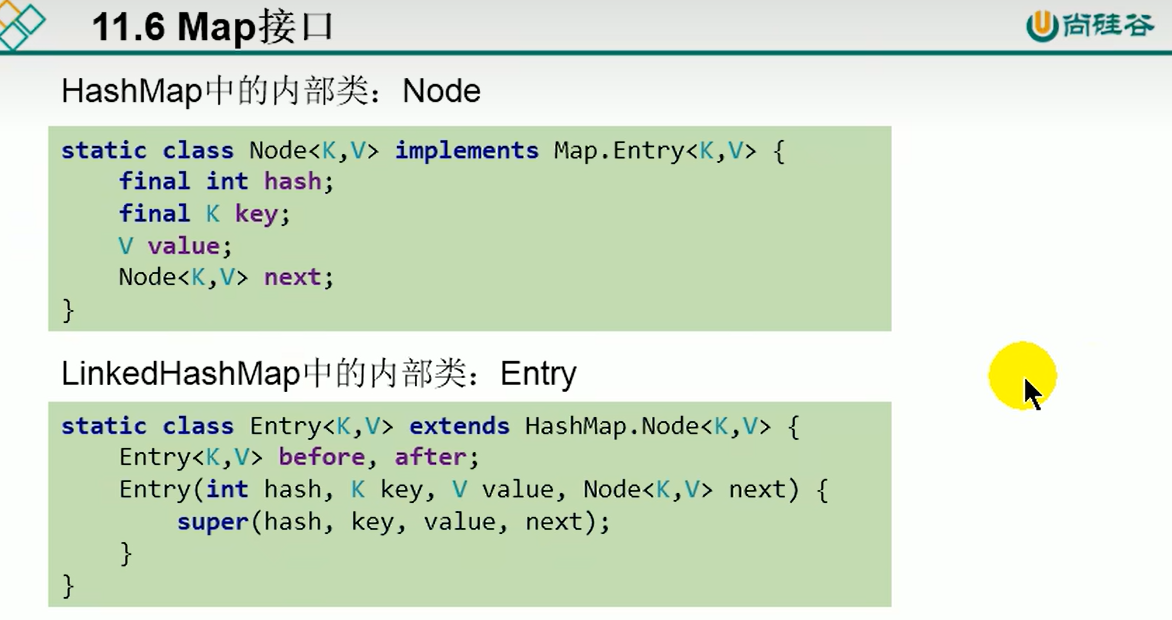 11.6 Map接口
尚硅谷
HashMap中的内部类：Node
static class Node<K,V> implements Map.Entry<K,V> {
    final int hash;
    final K key;
    V value;
    Node<K,V> next;
}
LinkedHashMap中的内部类：Entry
static class Entry<K,V> extends HashMap.Node<K,V> {
    Entry<K,V> before, after;
    Entry(int hash, K key, V value, Node<K,V> next) {
        super(hash, key, value, next);
    }
}